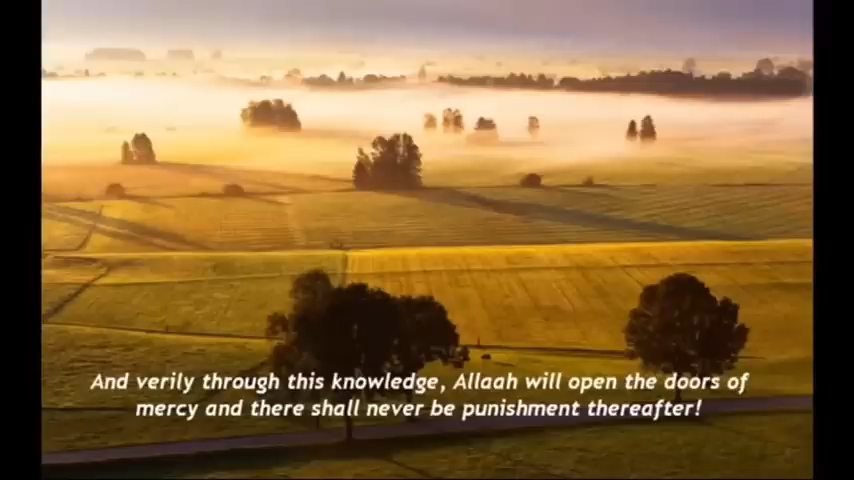 And verily through this knowledge, Allaah will open the doors of
mercy and there shall never be punishment thereafter!